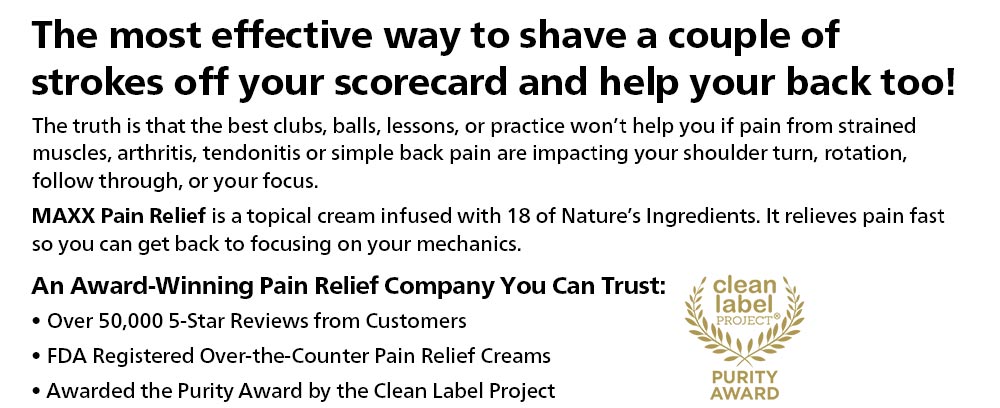 The most effective way to shave a couple of
strokes off your scorecard and help your back too!
The truth is that the best clubs, balls, lessons, or practice won't help you if pain from strained
muscles, arthritis, tendonitis or simple back pain are impacting your shoulder turn, rotation,
follow through, or your focus.
MAXX Pain Relief is a topical cream infused with 18 of Nature's Ingredients. It relieves pain fast
so you can get back to focusing on your mechanics.
An Award-Winning Pain Relief Company You Can Trust:
• Over 50,000 5-Star Reviews from Customers
• FDA Registered Over-the-Counter Pain Relief Creams
• Awarded the Purity Award by the Clean Label Project
clean
label
PROJECT®
PURITY
AWARD